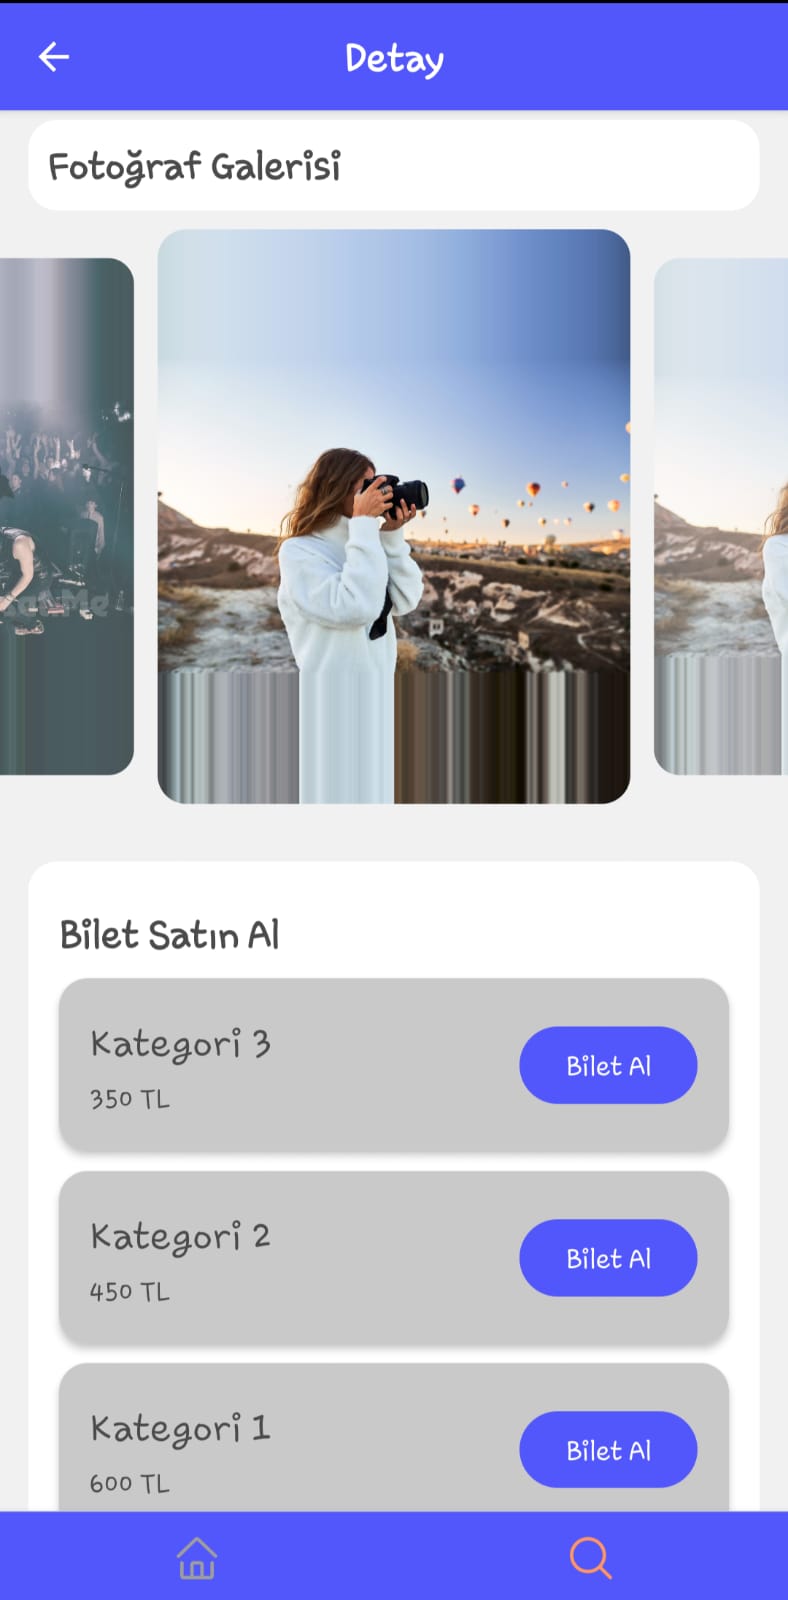 Detay
Fotoğraf Galerisi
Bilet Satın Al
Kategori 3
350 TL
Bilet Al
Kategori 2
450 TL
Bilet Al
Kategori 1
600 TL
Bilet Al